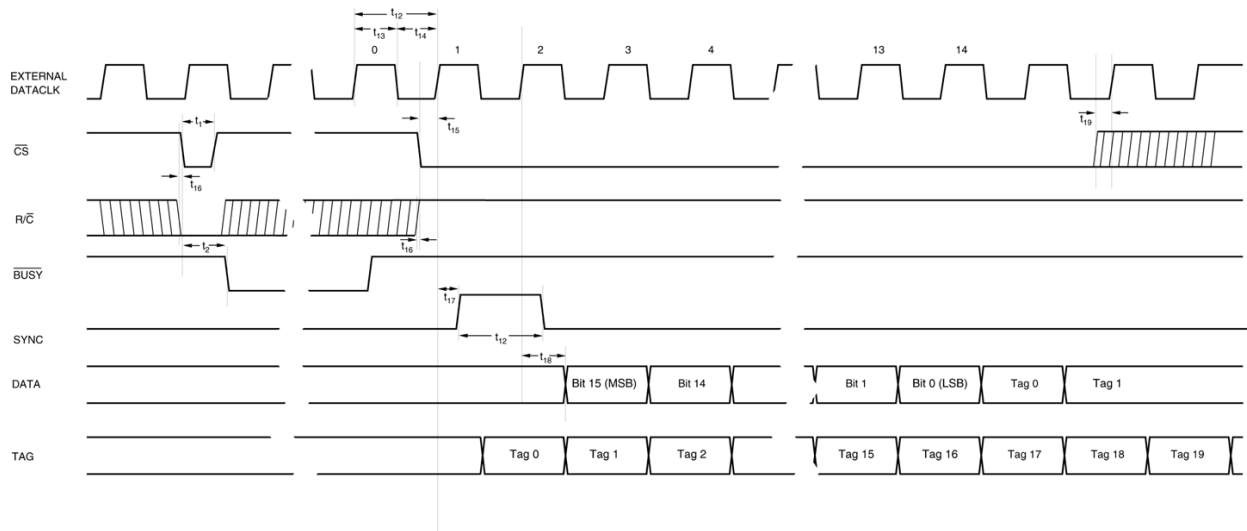 t12
t13 t14
0 1 2 3 4 13 14
EXTERNAL
DATACLK
t1 t15 t19
CS
t16
R/C
t2 t16
BUSY
t17
SYNC
t12
t18
DATA Bit 15 (MSB) Bit 14 Bit 1 Bit 0 (LSB) Tag 0 Tag 1
TAG Tag 0 Tag 1 Tag 2 Tag 15 Tag 16 Tag 17 Tag 18 Tag 19